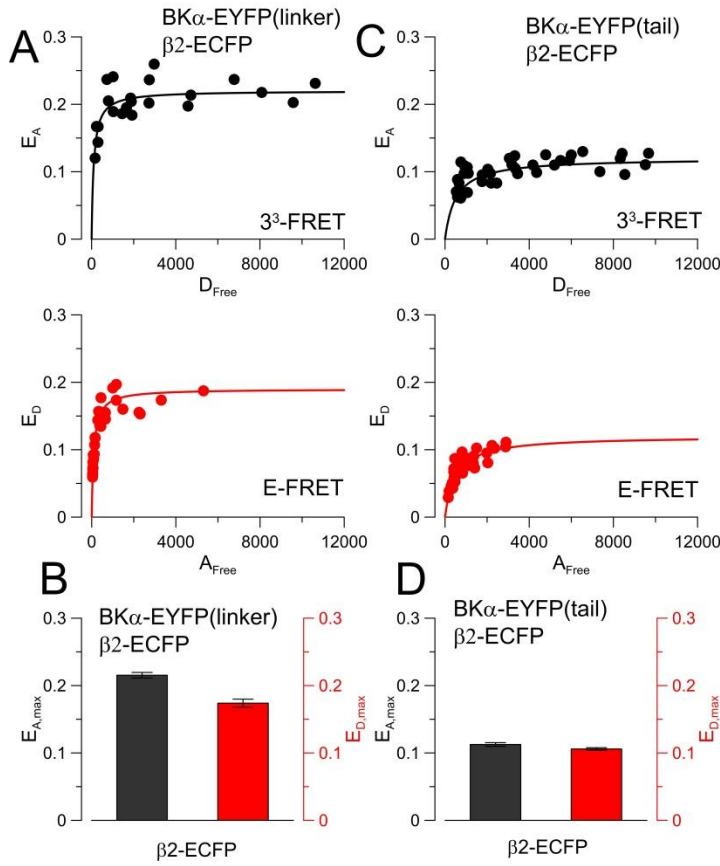 A
BKα-EYFP(linker)
β2-ECFP
0.3
0.2
0.1
0
E_A
3³-FRET
0 4000 8000 12000
D_Free
0.3
0.2
0.1
0
E_D
E-FRET
0 4000 8000 12000
A_Free
C
BKα-EYFP(tail)
β2-ECFP
0.3
0.2
0.1
0
E_A
3³-FRET
0 4000 8000 12000
D_Free
0.3
0.2
0.1
0
E_D
E-FRET
0 4000 8000 12000
A_Free
B
BKα-EYFP(linker)
β2-ECFP
0.3
0.2
0.1
0
E_A,max
0.3
0.2
0.1
0
E_D,max
β2-ECFP
D
BKα-EYFP(tail)
β2-ECFP
0.3
0.2
0.1
0
E_A,max
0.3
0.2
0.1
0
E_D,max
β2-ECFP